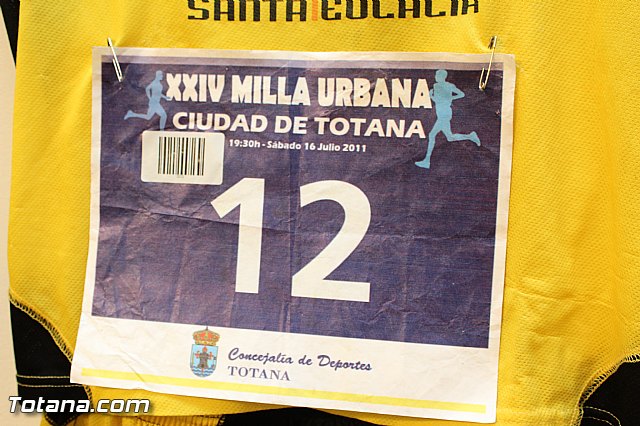 SANTA EULALIA
XXIV MILLA URBANA
CIUDAD DE TOTANA
19:30h - Sábado 16 Julio 2011
12
Concejalía de Deportes
TOTANA
Totana.com